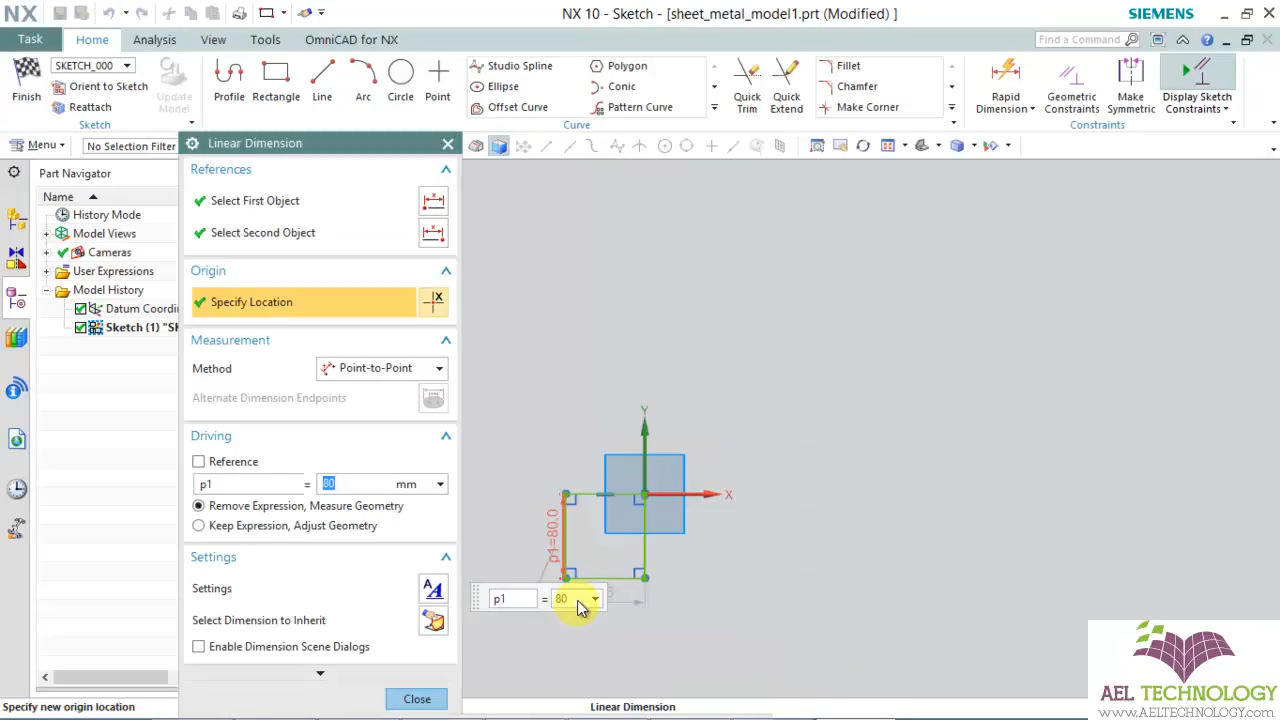 NX
NX 10 - Sketch - [sheet_metal_model1.prt (Modified) ]
SIEMENS
Task
Home
Analysis
View
Tools
OmniCAD for NX
Find a Command
Finish
SKETCH_000
Orient to Sketch
Reattach
Update Model
Sketch
Profile
Rectangle
Line
Arc
Circle
Point
Studio Spline
Ellipse
Offset Curve
Polygon
Conic
Pattern Curve
Quick Trim
Quick Extend
Fillet
Chamfer
Make Corner
Curve
Rapid Dimension
Geometric Constraints
Make Symmetric
Display Sketch Constraints
Constraints
Menu
No Selection Filter
Part Navigator
Name
History Mode
Model Views
Cameras
User Expressions
Model History
Datum Coordi
Sketch (1) "Sk
Linear Dimension
References
Select First Object
Select Second Object
Origin
Specify Location
Measurement
Method
Point-to-Point
Alternate Dimension Endpoints
Driving
Reference
p1 = 80 mm
Remove Expression, Measure Geometry
Keep Expression, Adjust Geometry
Settings
Settings
Select Dimension to Inherit
Enable Dimension Scene Dialogs
Close
Y
X
p1=80.0
p1 = 80
Specify new origin location
Linear Dimension
AEL TECHNOLOGY
www.AELTECHNOLOGY.com